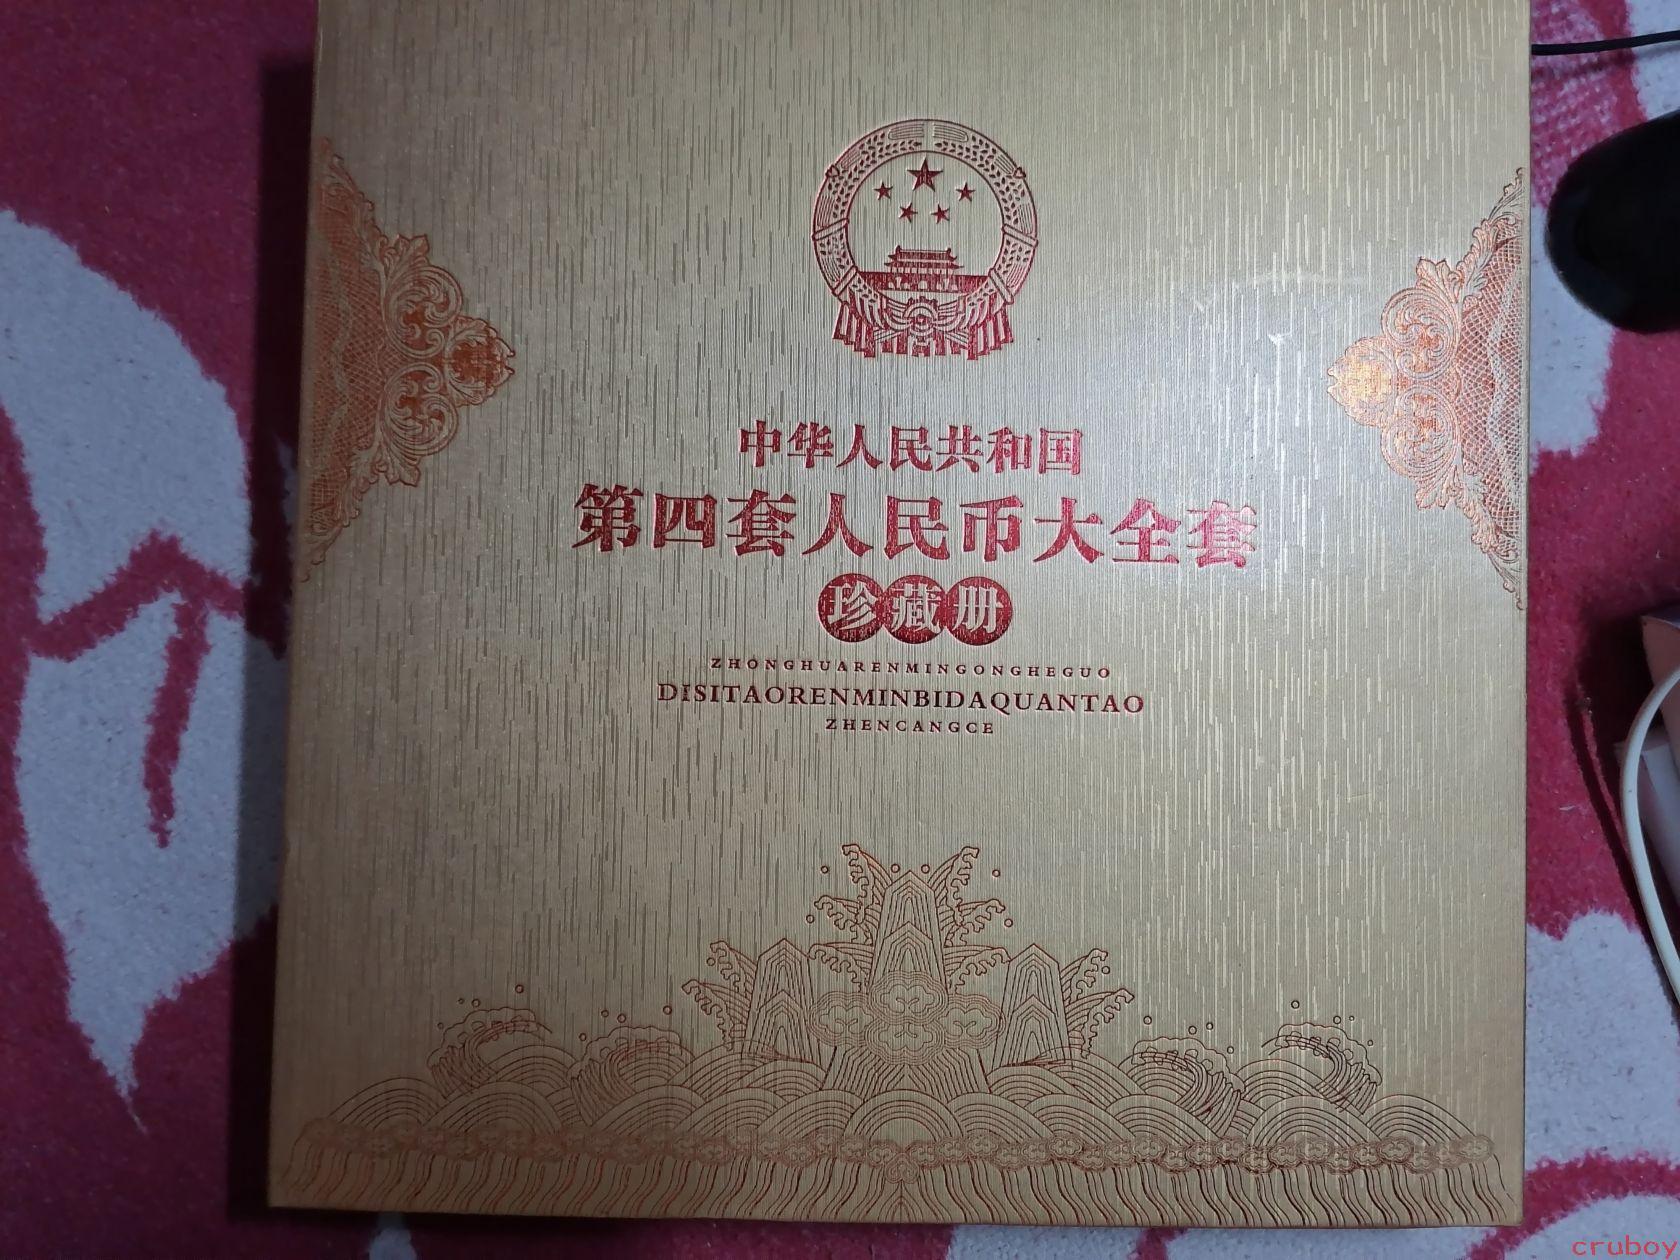 中华人民共和国
第四套人民币大全套
珍藏册
ZHONGHUARENMINGONGHEGUO
DISITAORENMINBIDAQUANTAO
ZHENCANGCE
cruboy